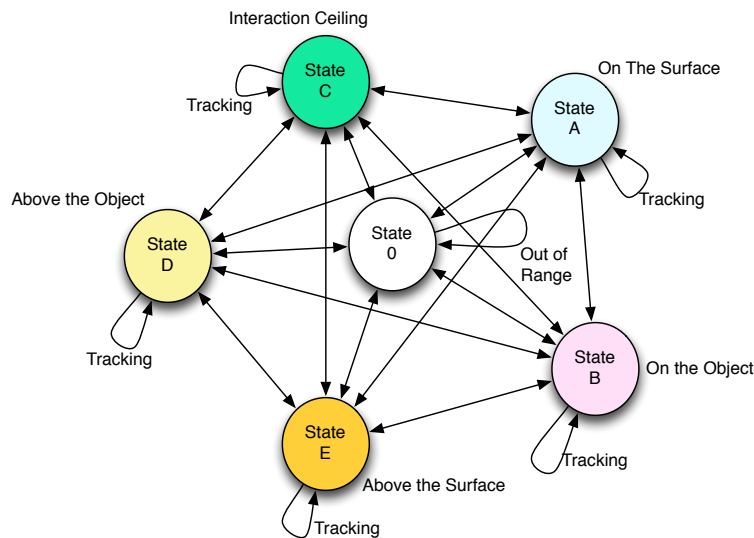 Interaction Ceiling
State
C
Tracking
On The Surface
State
A
Tracking
Above the Object
State
D
Tracking
State
0
Out of
Range
State
B
On the Object
Tracking
State
E
Above the Surface
Tracking